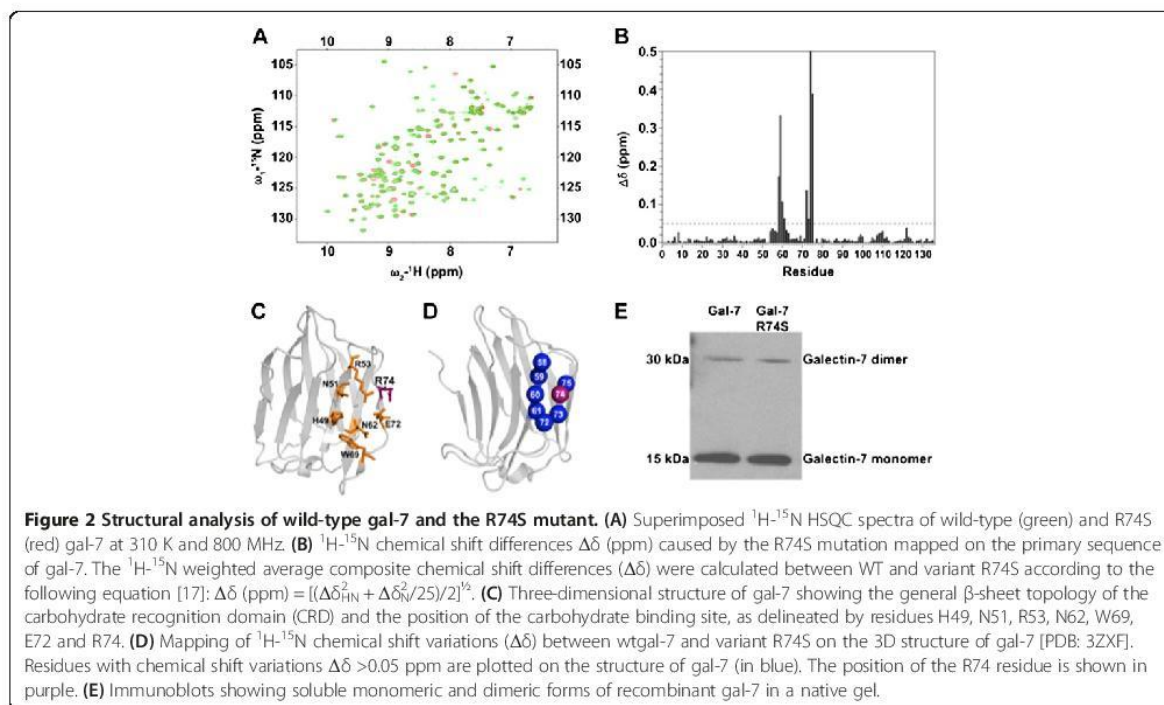 A
B
10 9 8 7
105 105
110 110
115 115
120 120
125 125
130 130
10 9 8 7
ω₁-¹⁵N (ppm)
ω₂-¹H (ppm)
0.5
0.4
0.3
0.2
0.1
0.0
Δδ (ppm)
0 10 20 30 40 50 60 70 80 90 100 110 120 130
Residue
C
D
E
R53
N51
R74
H49
N62
E72
W69
58
59
75
60
74
61
73
72
Gal-7 Gal-7
R74S
30 kDa Galectin-7 dimer
15 kDa Galectin-7 monomer
Figure 2 Structural analysis of wild-type gal-7 and the R74S mutant. (A) Superimposed ¹H-¹⁵N HSQC spectra of wild-type (green) and R74S
(red) gal-7 at 310 K and 800 MHz. (B) ¹H-¹⁵N chemical shift differences Δδ (ppm) caused by the R74S mutation mapped on the primary sequence
of gal-7. The ¹H-¹⁵N weighted average composite chemical shift differences (Δδ) were calculated between WT and variant R74S according to the
following equation [17]: Δδ (ppm) = [(Δδ²HN + Δδ²N/25)/2]^½. (C) Three-dimensional structure of gal-7 showing the general β-sheet topology of the
carbohydrate recognition domain (CRD) and the position of the carbohydrate binding site, as delineated by residues H49, N51, R53, N62, W69,
E72 and R74. (D) Mapping of ¹H-¹⁵N chemical shift variations (Δδ) between wtgal-7 and variant R74S on the 3D structure of gal-7 [PDB: 3ZXF].
Residues with chemical shift variations Δδ >0.05 ppm are plotted on the structure of gal-7 (in blue). The position of the R74 residue is shown in
purple. (E) Immunoblots showing soluble monomeric and dimeric forms of recombinant gal-7 in a native gel.